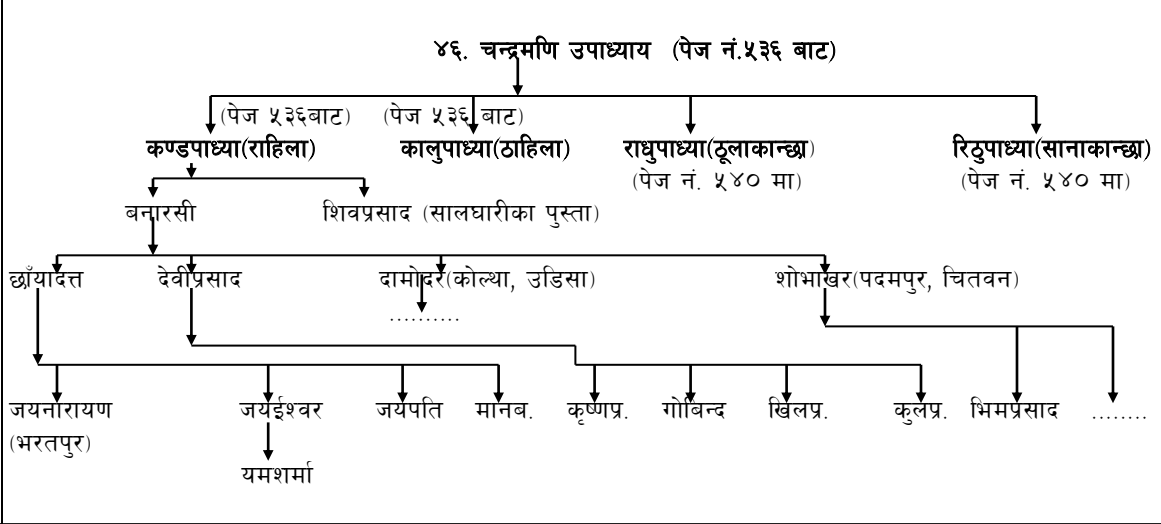 ४६. चन्द्रमणि उपाध्याय (पेज नं.५३६ बाट)
(पेज ५३६बाट) (पेज ५३६ बाट)
कण्डपाध्या(राहिला) कालुपाध्या(ठाहिला) राधुपाध्या(ठूलाकान्छा) रिठुपाध्या(सानाकान्छा)
(पेज नं. ५४० मा) (पेज नं. ५४० मा)
बनारसी शिवप्रसाद (सालघारीका पुस्ता)
छाँयादत्त देवीप्रसाद दामोदर(कोल्था, उडिसा) शोभाखर(पदमपुर, चितवन)
..........
जयनारायण जयईश्वर जयपति मानब. कृष्णप्र. गोबिन्द खिलप्र. कुलप्र. भिमप्रसाद ........
(भरतपुर)
यमशर्मा